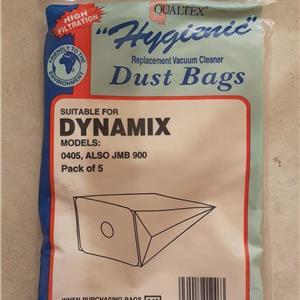 QUALTEX
HIGH
FILTRATION
"Hygienic"
FRIENDLY TO THE
ENVIRONMENT
Replacement Vacuum Cleaner
Dust Bags
SUITABLE FOR
DYNAMIX
MODELS:
0405, ALSO JMB 900
Pack of 5
WHEN PURCHASING BAGS